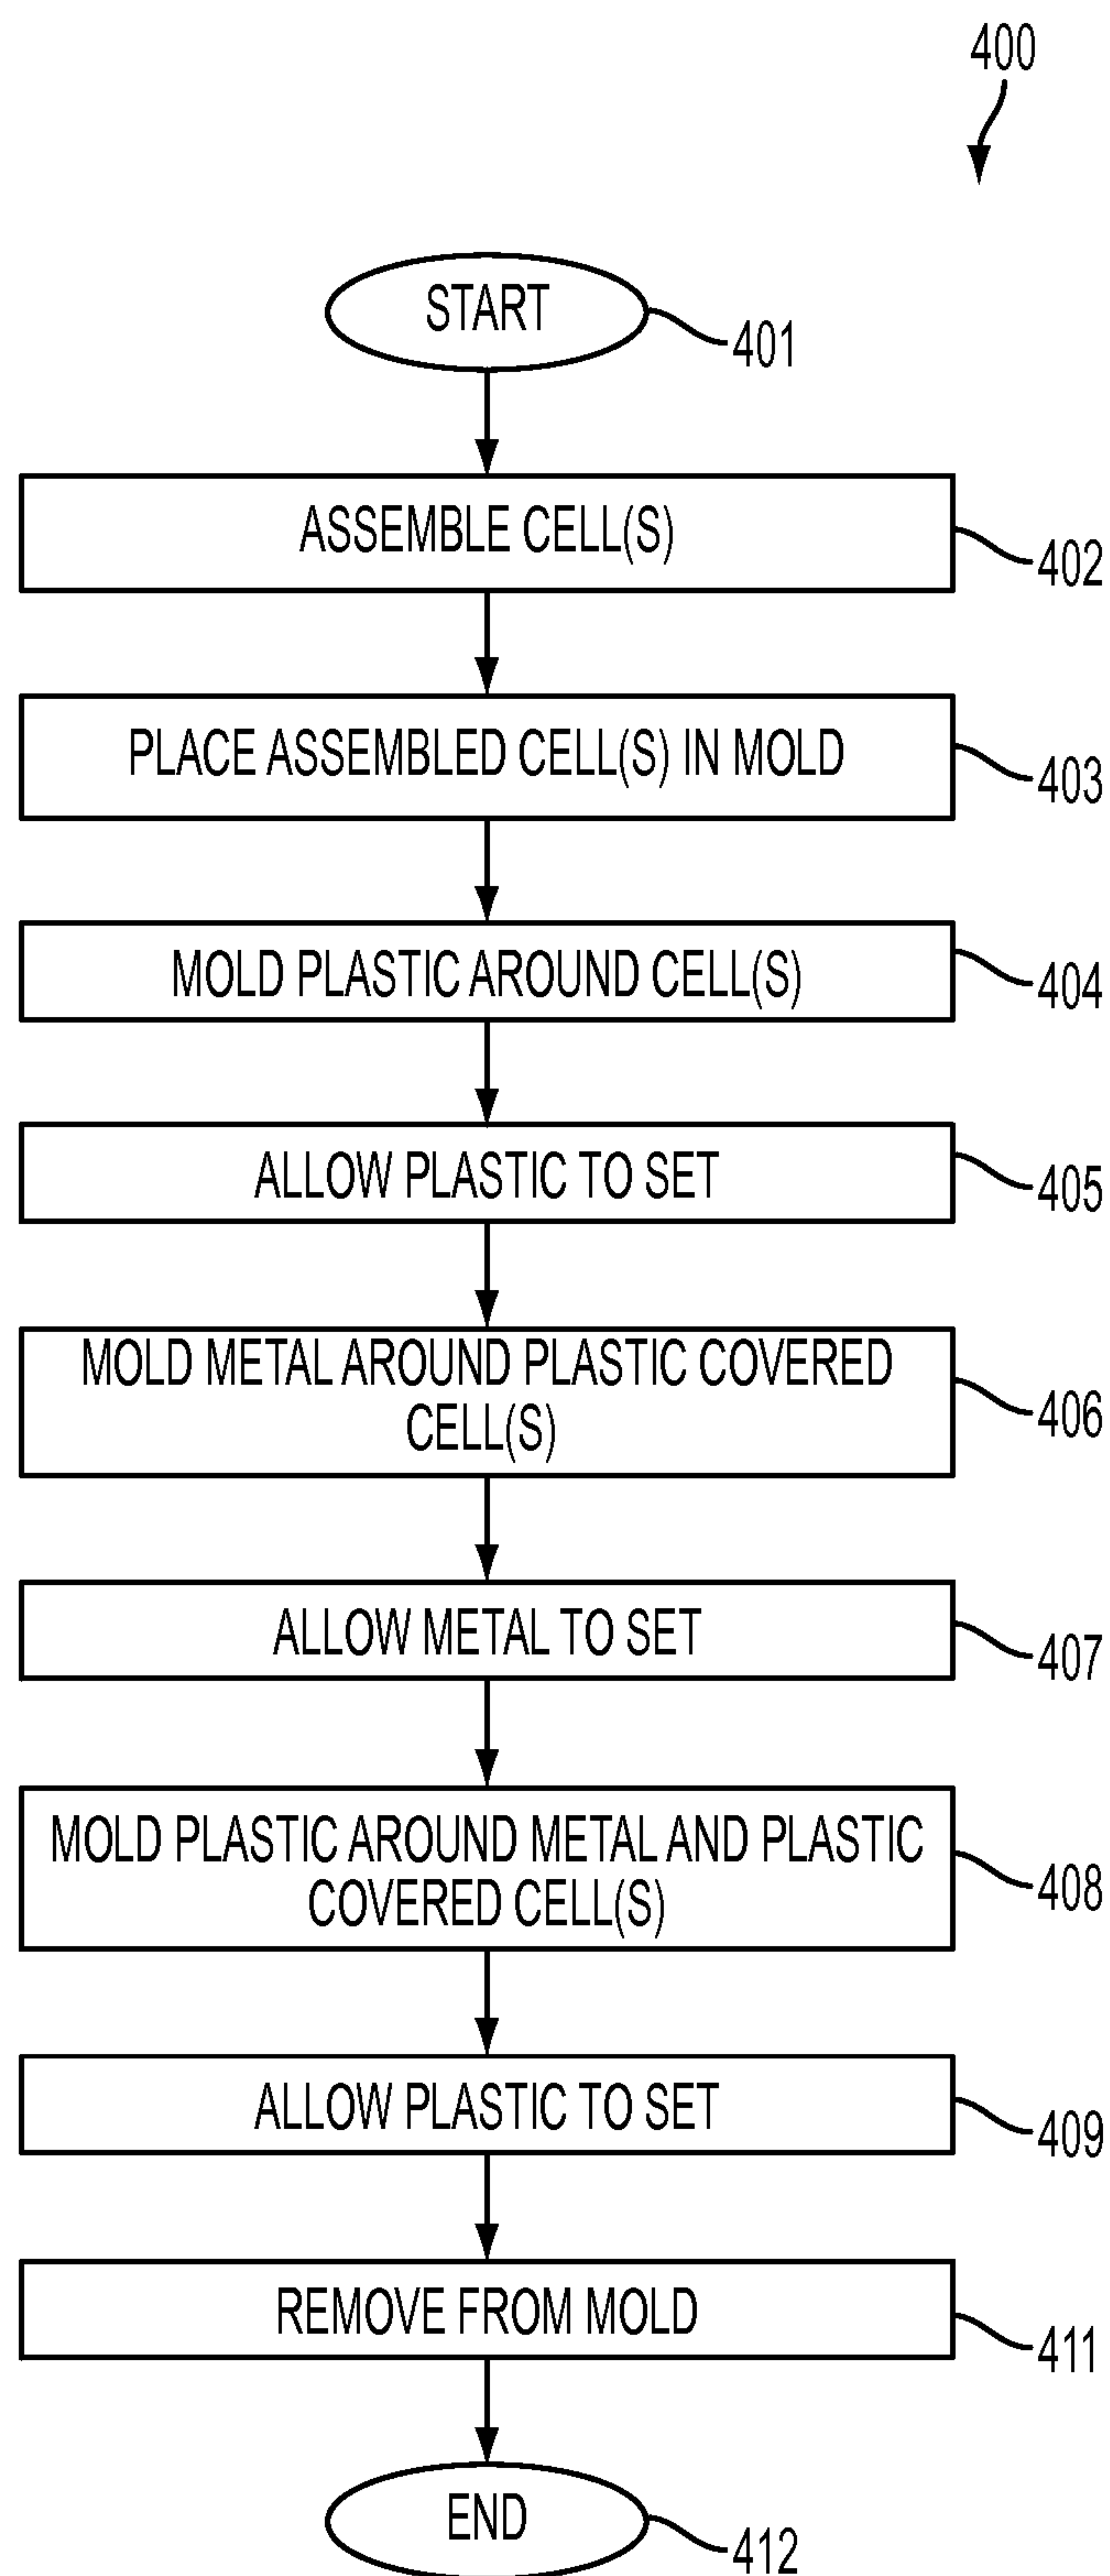 400
START
401
ASSEMBLE CELL(S)
402
PLACE ASSEMBLED CELL(S) IN MOLD
403
MOLD PLASTIC AROUND CELL(S)
404
ALLOW PLASTIC TO SET
405
MOLD METAL AROUND PLASTIC COVERED
CELL(S)
406
ALLOW METAL TO SET
407
MOLD PLASTIC AROUND METAL AND PLASTIC
COVERED CELL(S)
408
ALLOW PLASTIC TO SET
409
REMOVE FROM MOLD
411
END
412